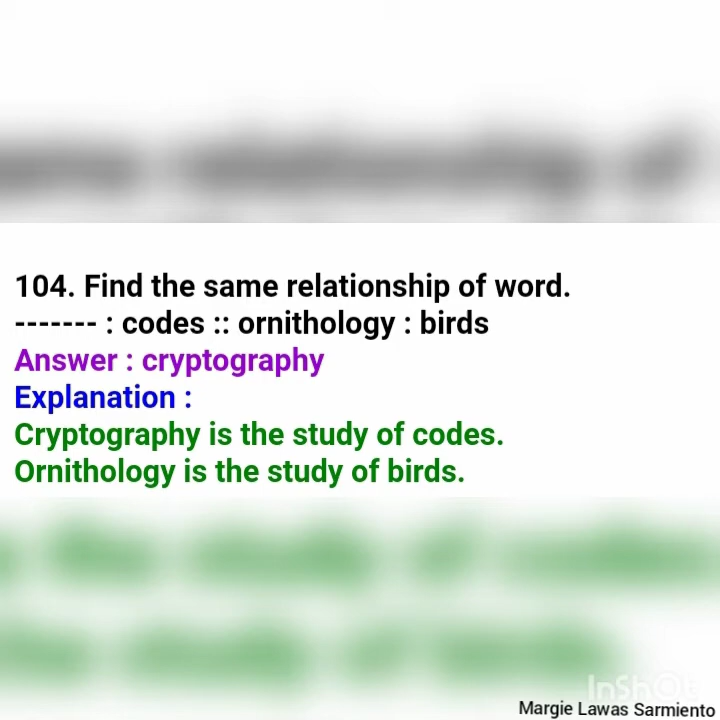 104. Find the same relationship of word.
------- : codes :: ornithology : birds
Answer : cryptography
Explanation :
Cryptography is the study of codes.
Ornithology is the study of birds.
InShOt
Margie Lawas Sarmiento